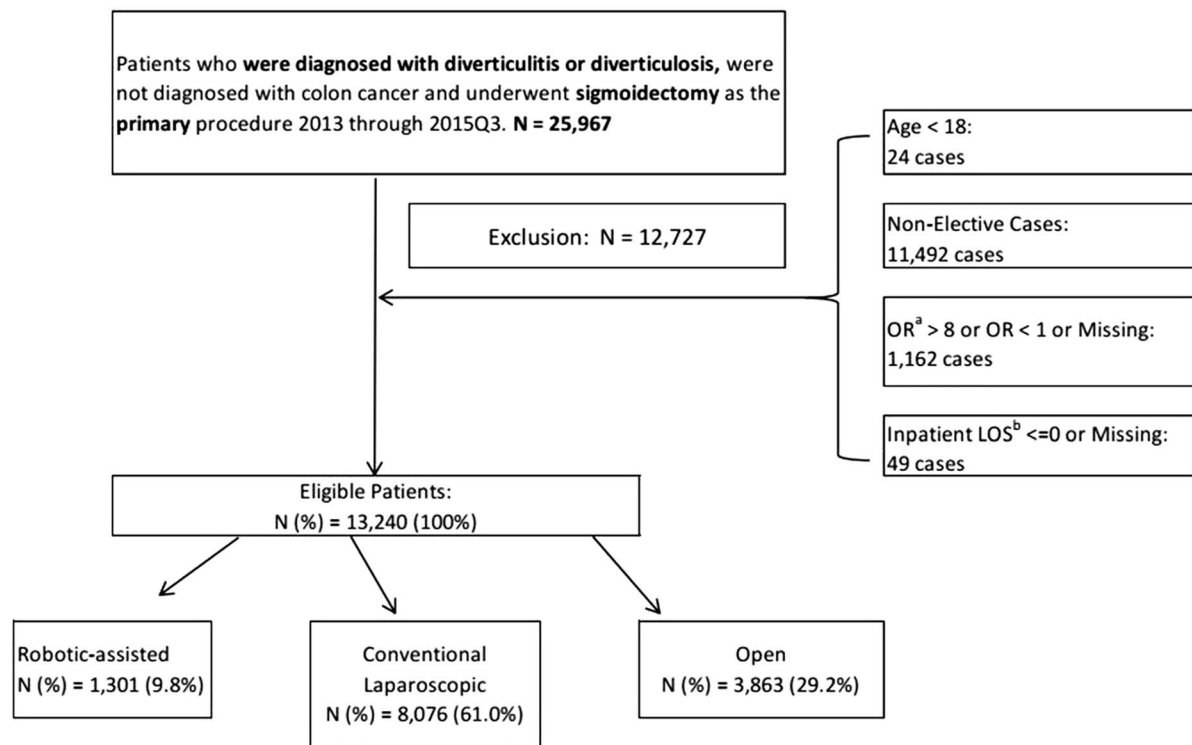 Patients who were diagnosed with diverticulitis or diverticulosis, were
not diagnosed with colon cancer and underwent sigmoidectomy as the
primary procedure 2013 through 2015Q3. N = 25,967
Exclusion: N = 12,727
Age < 18:
24 cases
Non-Elective Cases:
11,492 cases
ORᵃ > 8 or OR < 1 or Missing:
1,162 cases
Inpatient LOSᵇ <=0 or Missing:
49 cases
Eligible Patients:
N (%) = 13,240 (100%)
Robotic-assisted
N (%) = 1,301 (9.8%)
Conventional
Laparoscopic
N (%) = 8,076 (61.0%)
Open
N (%) = 3,863 (29.2%)